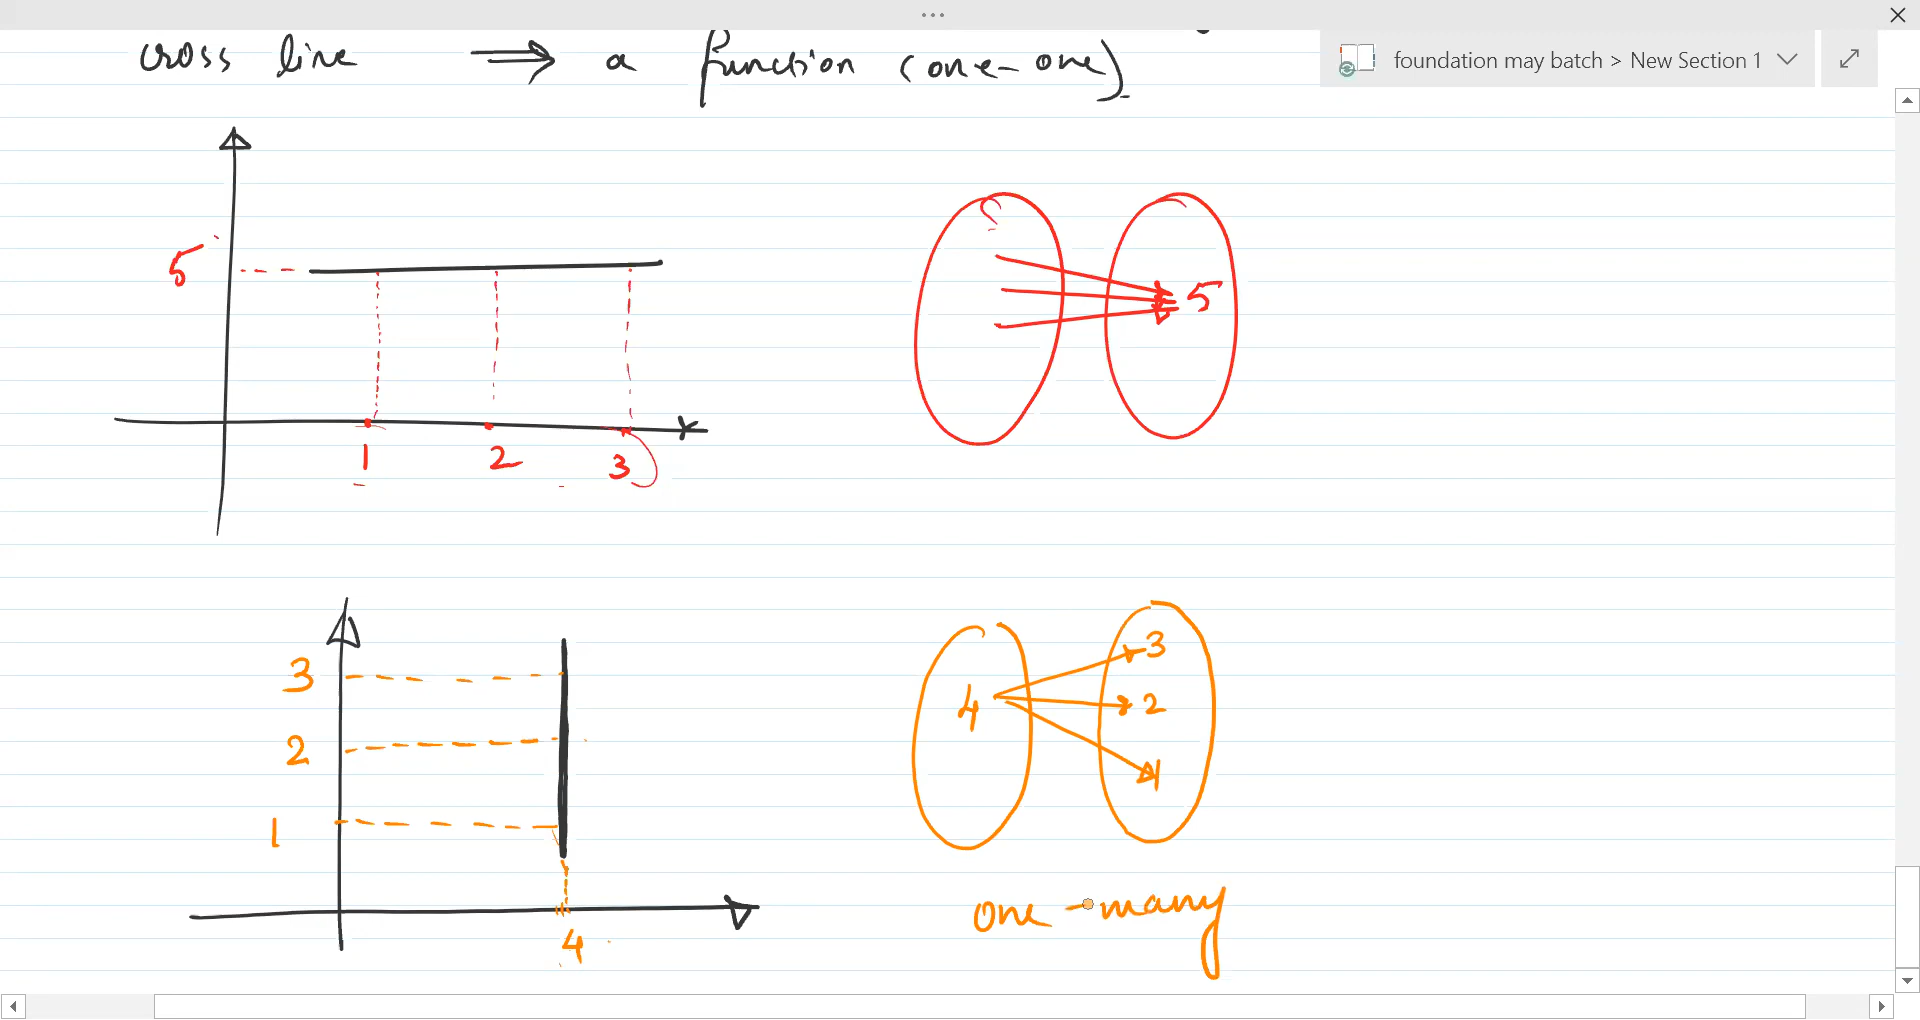 cross line ⇒ a function (one-one)
foundation may batch > New Section 1
5
5
1 2 3
3
3
4 2
2
1
1
4
one - many